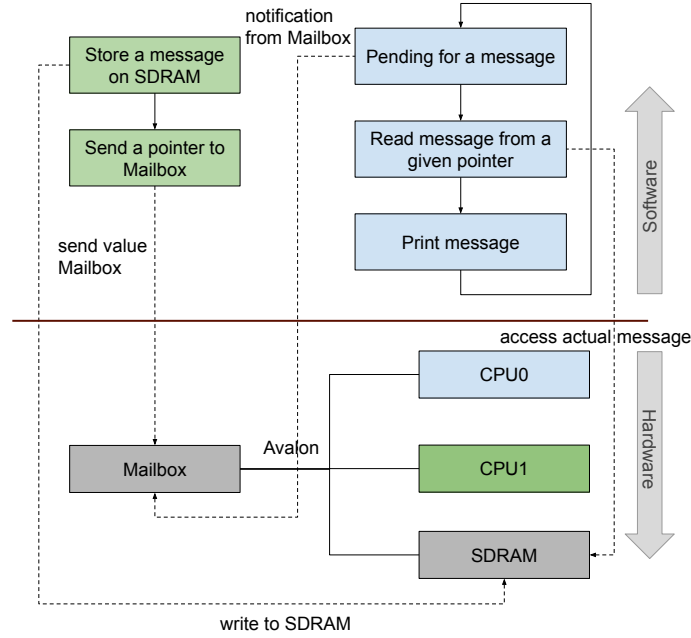 notification
from Mailbox
Store a message
on SDRAM
Pending for a message
Send a pointer to
Mailbox
Read message from a
given pointer
Software
send value
Mailbox
Print message
access actual message
CPU0
Avalon
Mailbox
CPU1
Hardware
SDRAM
write to SDRAM